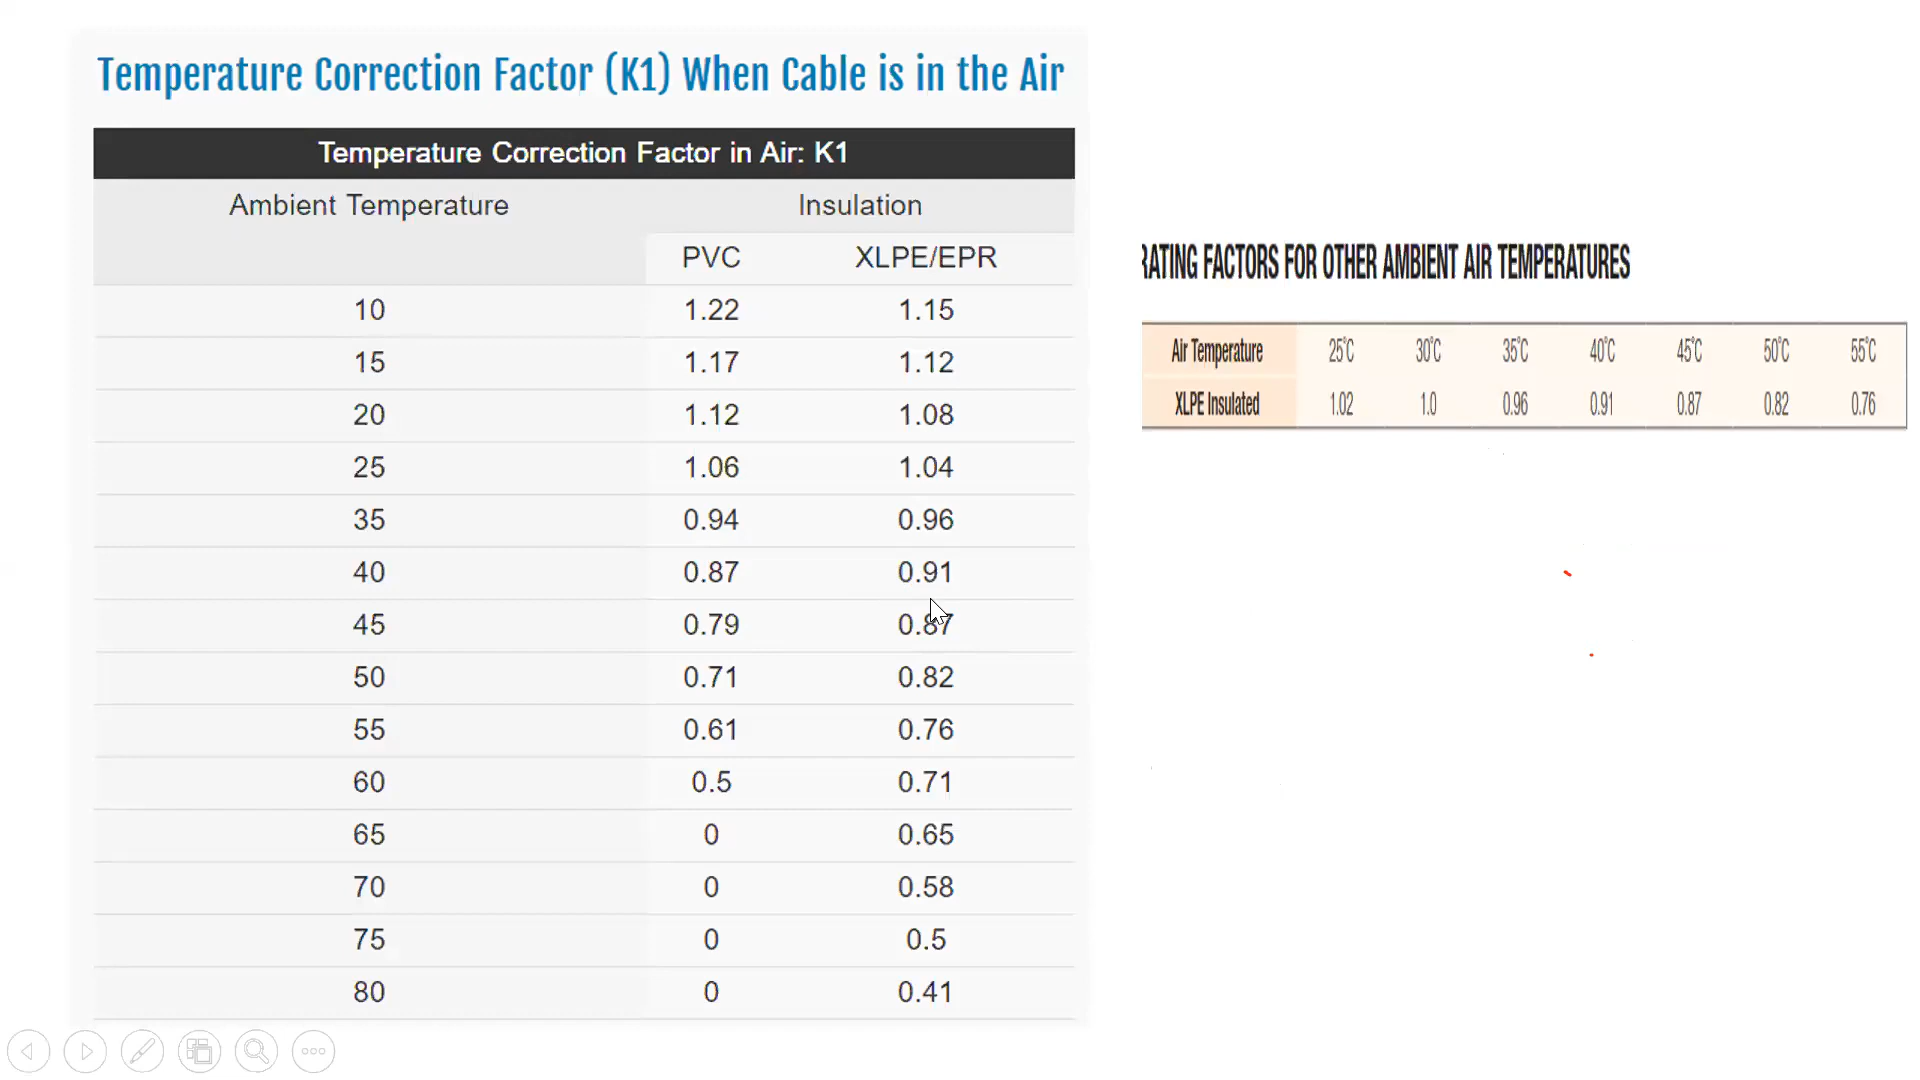 Temperature Correction Factor (K1) When Cable is in the Air
Temperature Correction Factor in Air: K1
Ambient Temperature Insulation
PVC XLPE/EPR
10 1.22 1.15
15 1.17 1.12
20 1.12 1.08
25 1.06 1.04
35 0.94 0.96
40 0.87 0.91
45 0.79 0.87
50 0.71 0.82
55 0.61 0.76
60 0.5 0.71
65 0 0.65
70 0 0.58
75 0 0.5
80 0 0.41
RATING FACTORS FOR OTHER AMBIENT AIR TEMPERATURES
Air Temperature 25°C 30°C 35°C 40°C 45°C 50°C 55°C
XLPE Insulated 1.02 1.0 0.96 0.91 0.87 0.82 0.76